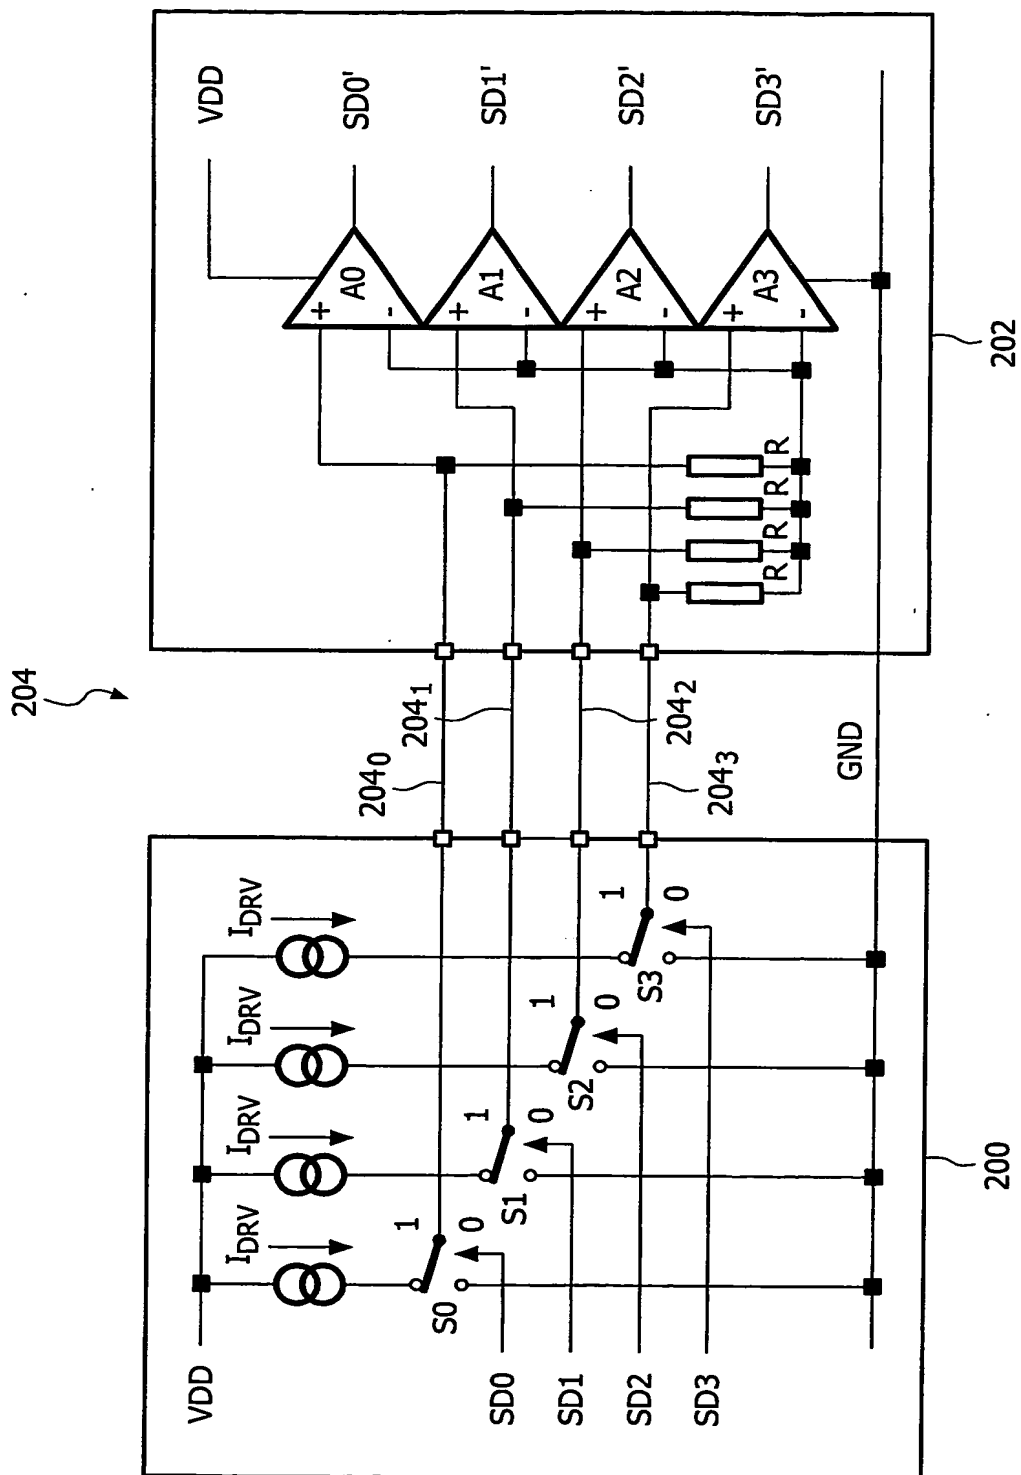 204
VDD
SD0'
SD1'
SD2'
SD3'
A0
+
-
A1
+
-
A2
+
-
A3
+
-
R
R
R
R
202
204₀
204₁
204₂
204₃
GND
VDD
I_DRV
I_DRV
I_DRV
I_DRV
1
0
S0
1
0
S1
1
0
S2
1
0
S3
SD0
SD1
SD2
SD3
200